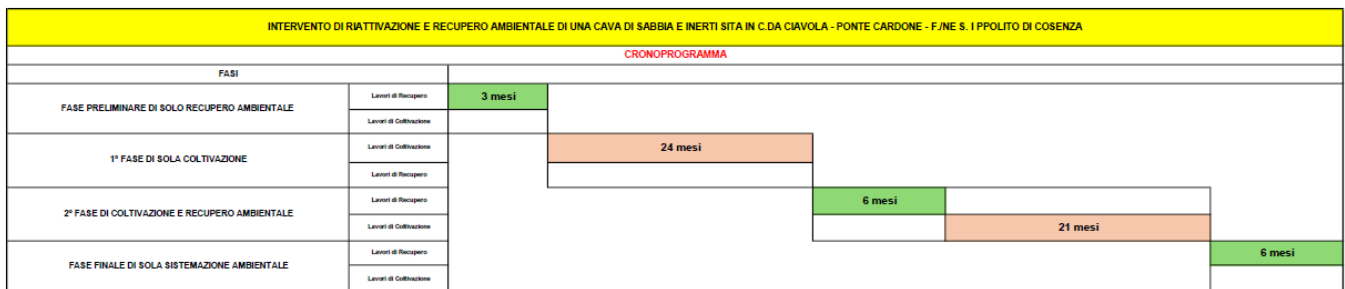 INTERVENTO DI RIATTIVAZIONE E RECUPERO AMBIENTALE DI UNA CAVA DI SABBIA E INERTI SITA IN C.DA CIAVOLA - PONTE CARDONE - F./NE S. I PPOLITO DI COSENZA
CRONOPROGRAMMA
FASI
FASE PRELIMINARE DI SOLO RECUPERO AMBIENTALE
Lavori di Recupero
3 mesi
Lavori di Coltivazione
1° FASE DI SOLA COLTIVAZIONE
Lavori di Coltivazione
24 mesi
Lavori di Recupero
2° FASE DI COLTIVAZIONE E RECUPERO AMBIENTALE
Lavori di Recupero
6 mesi
Lavori di Coltivazione
21 mesi
FASE FINALE DI SOLA SISTEMAZIONE AMBIENTALE
Lavori di Recupero
6 mesi
Lavori di Coltivazione